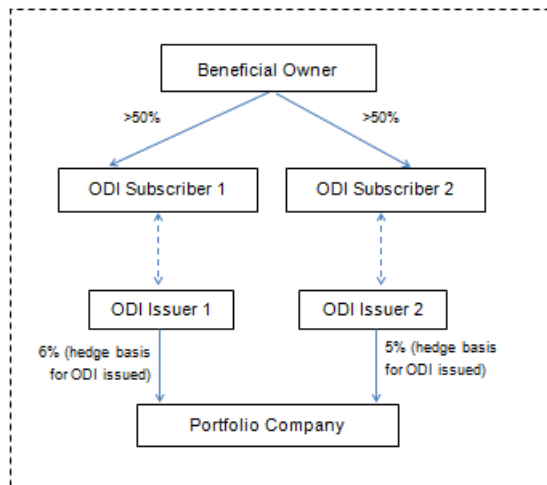 Beneficial Owner
>50%
>50%
ODI Subscriber 1
ODI Subscriber 2
ODI Issuer 1
ODI Issuer 2
6% (hedge basis
for ODI issued)
5% (hedge basis
for ODI issued)
Portfolio Company